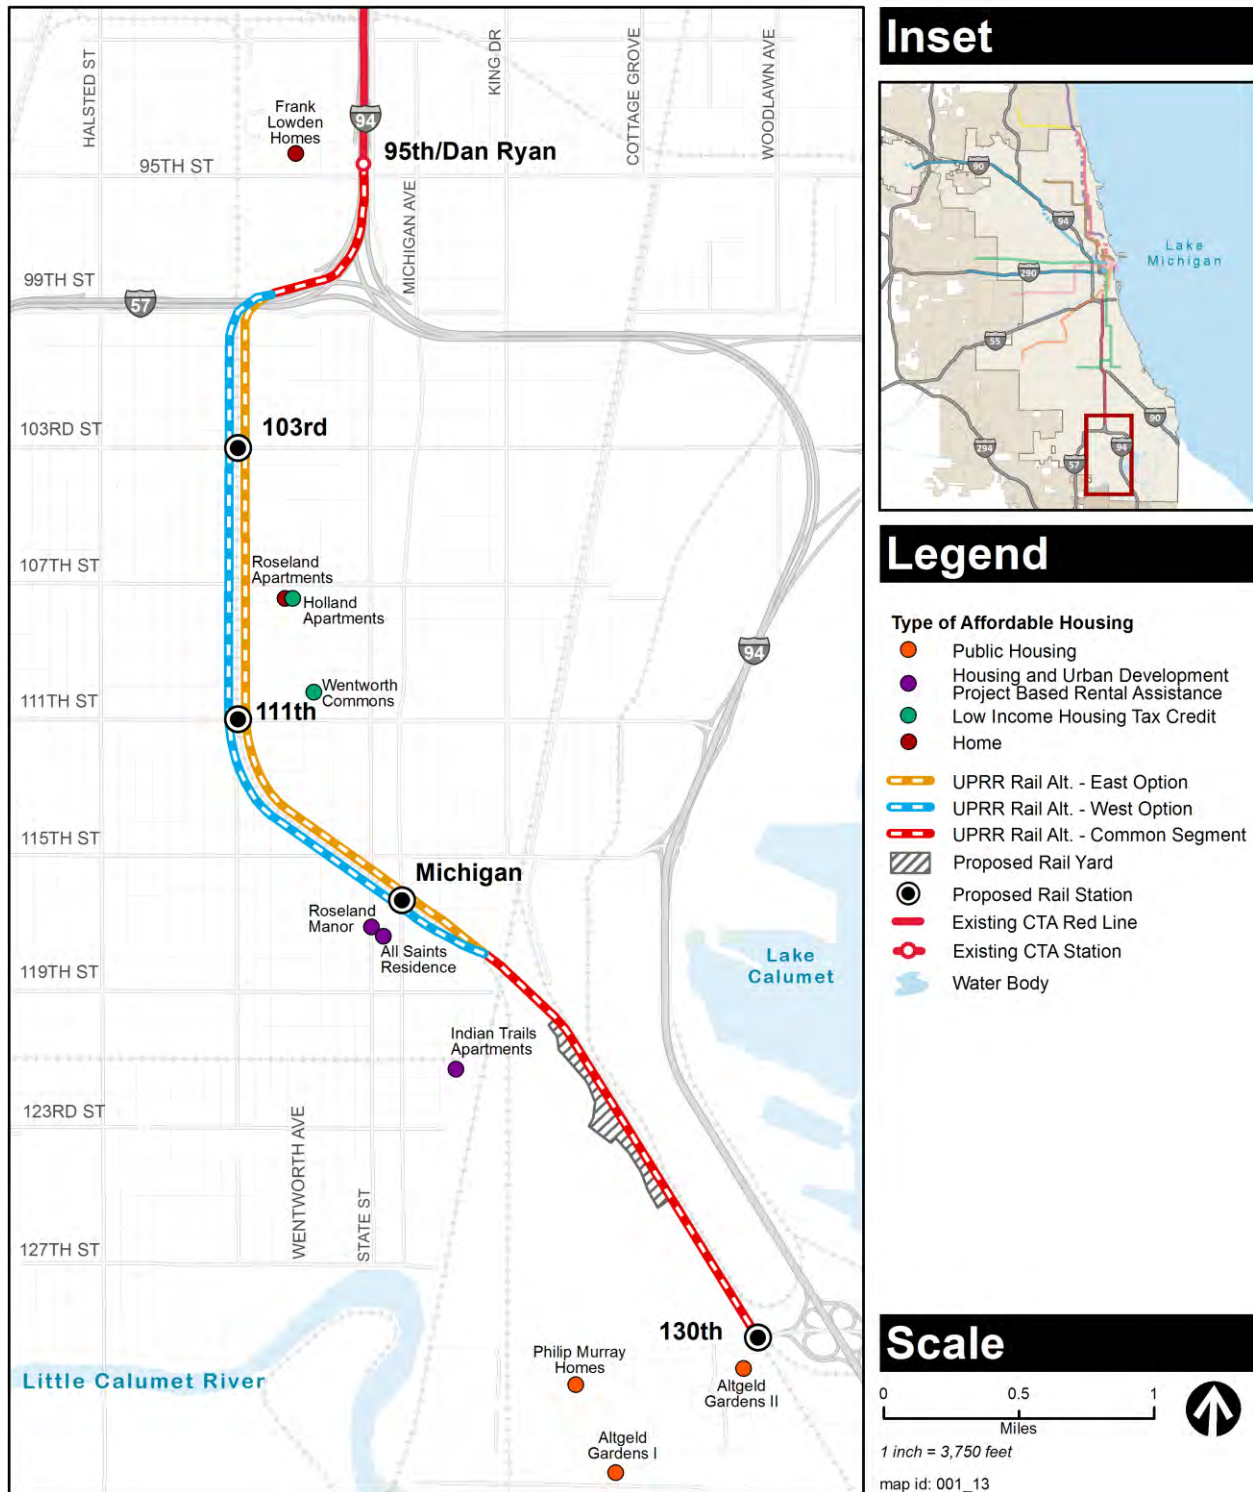 HALSTED ST
KING DR
COTTAGE GROVE
WOODLAWN AVE
Frank
Lowden
Homes
94
95TH ST
95th/Dan Ryan
MICHIGAN AVE
99TH ST
57
103RD ST
103rd
107TH ST
Roseland
Apartments
Holland
Apartments
94
Wentworth
Commons
111TH ST
111th
115TH ST
Michigan
Roseland
Manor
All Saints
Residence
119TH ST
Lake
Calumet
Indian Trails
Apartments
123RD ST
WENTWORTH AVE
STATE ST
127TH ST
130th
Philip Murray
Homes
Altgeld
Gardens II
Little Calumet River
Altgeld
Gardens I
Inset
90
94
Lake
Michigan
290
55
90
294
94
57
Legend
Type of Affordable Housing
Public Housing
Housing and Urban Development
Project Based Rental Assistance
Low Income Housing Tax Credit
Home
UPRR Rail Alt. - East Option
UPRR Rail Alt. - West Option
UPRR Rail Alt. - Common Segment
Proposed Rail Yard
Proposed Rail Station
Existing CTA Red Line
Existing CTA Station
Water Body
Scale
0 0.5 1
Miles
1 inch = 3,750 feet
map id: 001_13